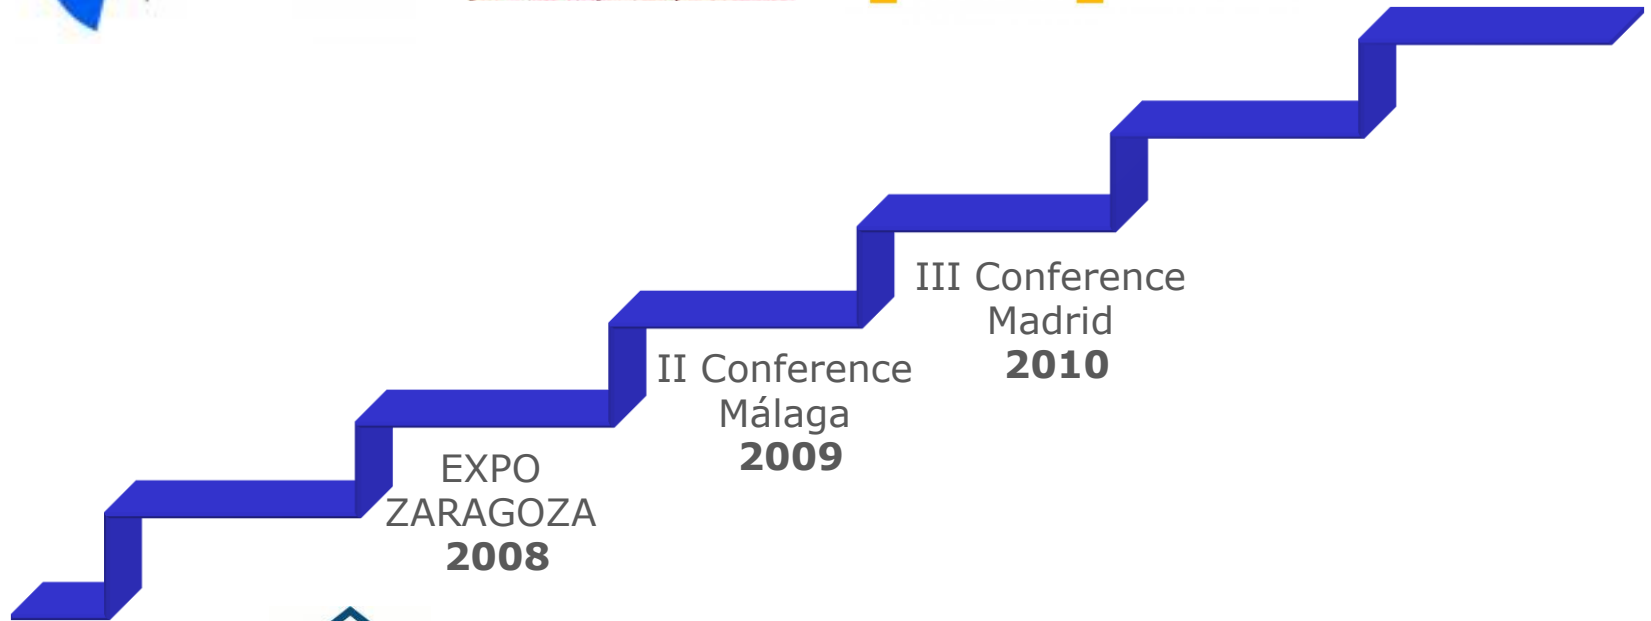 III Conference
Madrid
2010
II Conference
Málaga
2009
EXPO
ZARAGOZA
2008